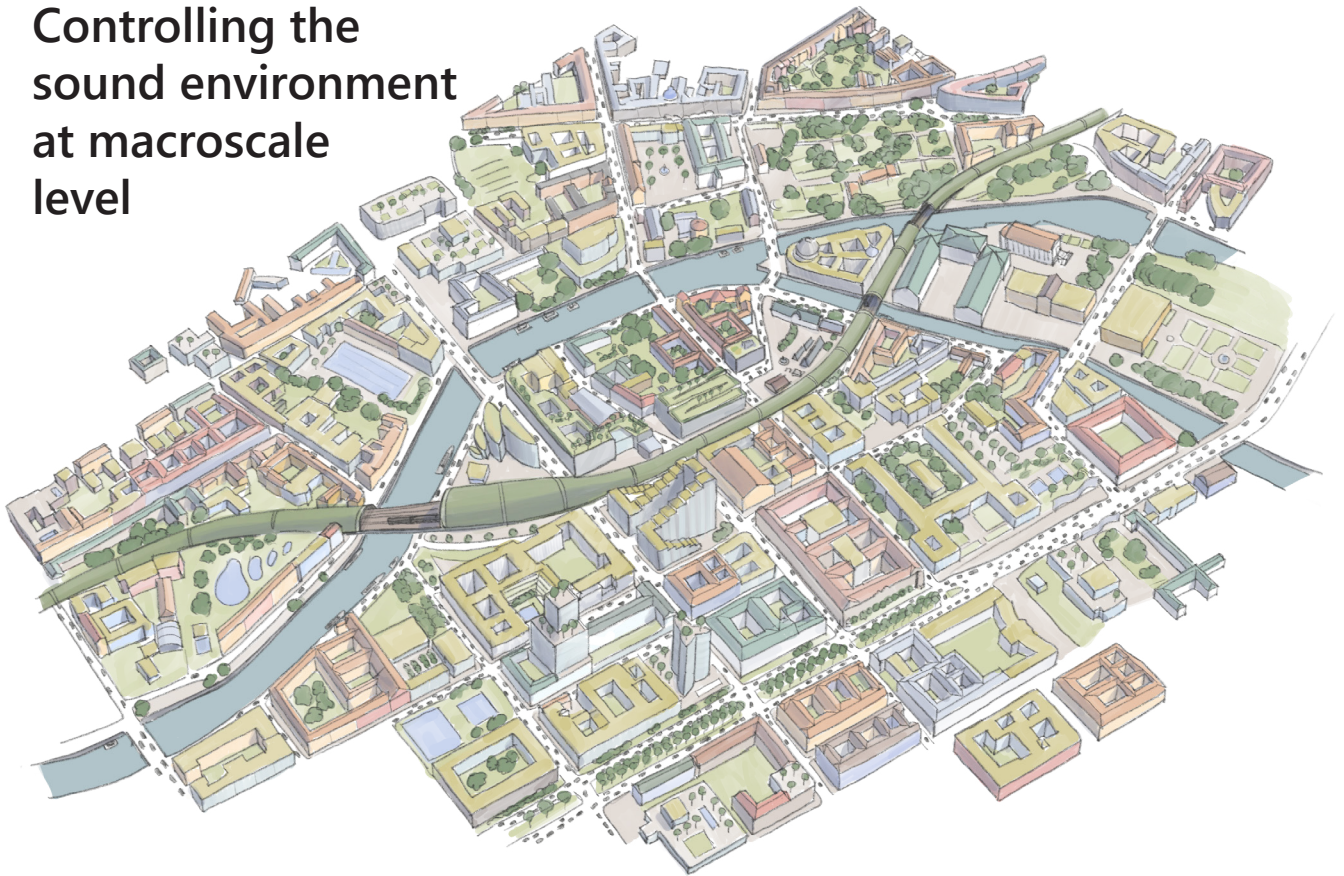 Controlling the
sound environment
at macroscale
level